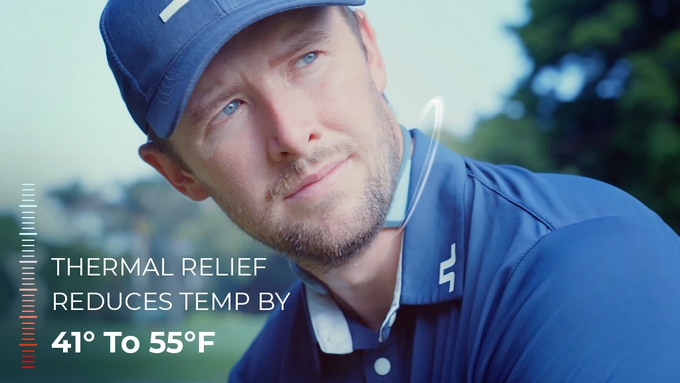 THERMAL RELIEF
REDUCES TEMP BY
41° To 55°F